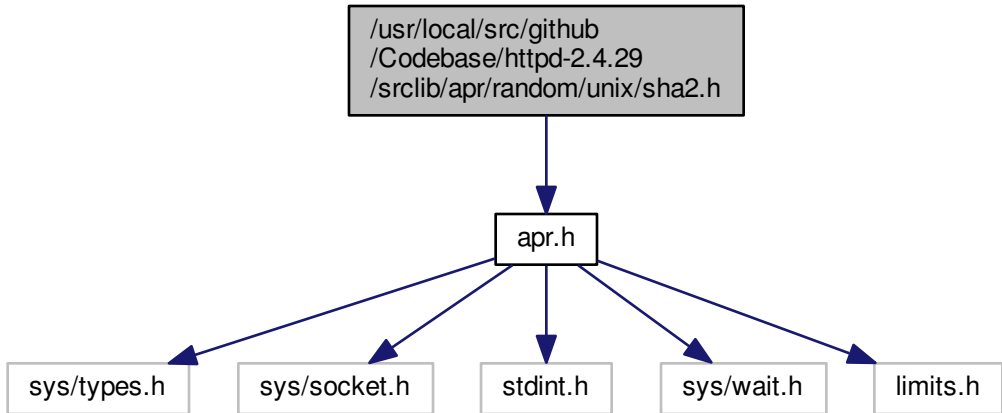 /usr/local/src/github
/Codebase/httpd-2.4.29
/srclib/apr/random/unix/sha2.h
apr.h
sys/types.h
sys/socket.h
stdint.h
sys/wait.h
limits.h